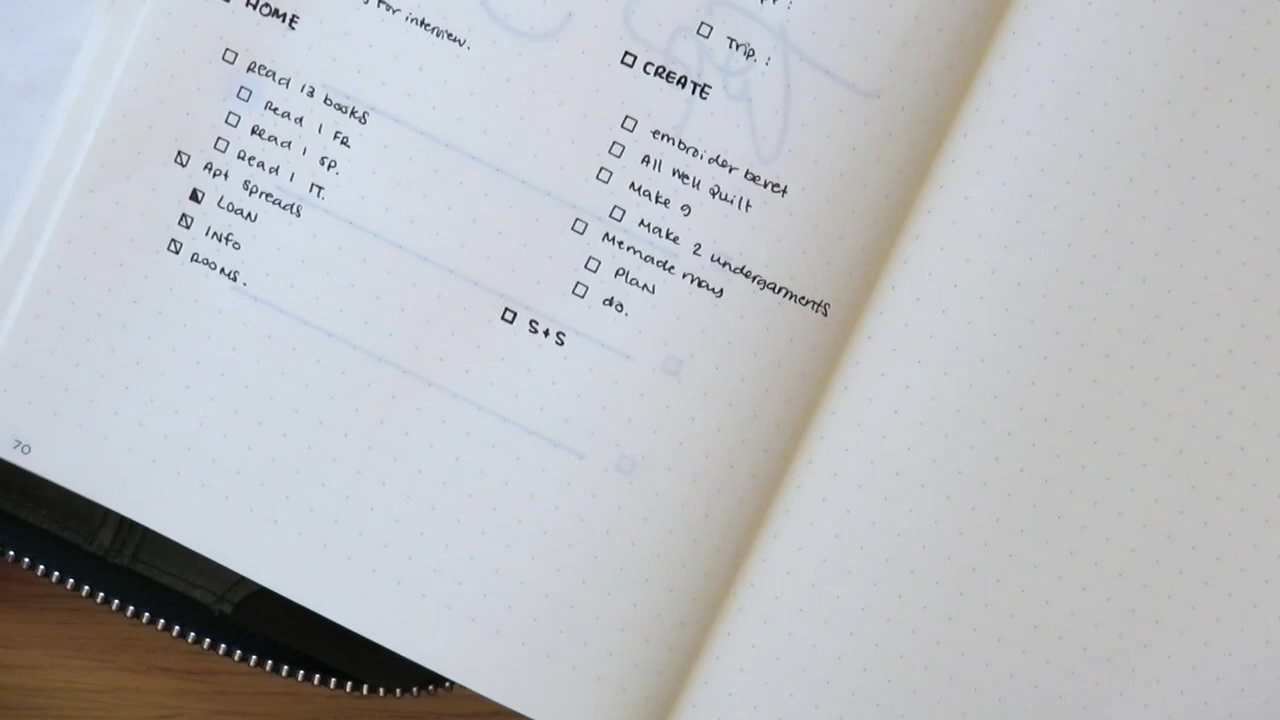 for interview.
HOME
Read 13 books
Read 1 FR
Read 1 SP.
Read 1 IT.
Apt spreads
LOAN
INFO
ROOMS.
Trip. :
CREATE
embroider beret
All well Quilt
Make 9
Make 2 undergarments
Memade may
PLAN
do.
S+S
70